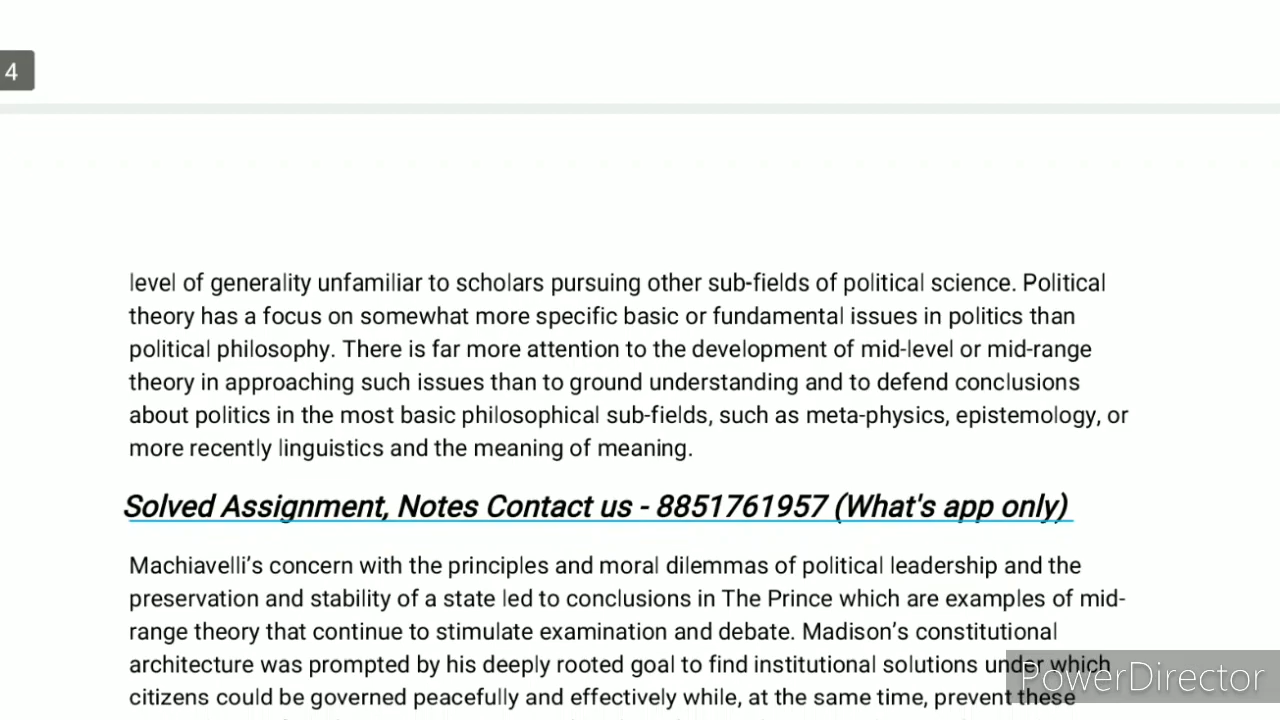 4
level of generality unfamiliar to scholars pursuing other sub-fields of political science. Political
theory has a focus on somewhat more specific basic or fundamental issues in politics than
political philosophy. There is far more attention to the development of mid-level or mid-range
theory in approaching such issues than to ground understanding and to defend conclusions
about politics in the most basic philosophical sub-fields, such as meta-physics, epistemology, or
more recently linguistics and the meaning of meaning.
Solved Assignment, Notes Contact us - 8851761957 (What's app only)
Machiavelli’s concern with the principles and moral dilemmas of political leadership and the
preservation and stability of a state led to conclusions in The Prince which are examples of mid-
range theory that continue to stimulate examination and debate. Madison’s constitutional
architecture was prompted by his deeply rooted goal to find institutional solutions under which
PowerDirector
citizens could be governed peacefully and effectively while, at the same time, prevent these